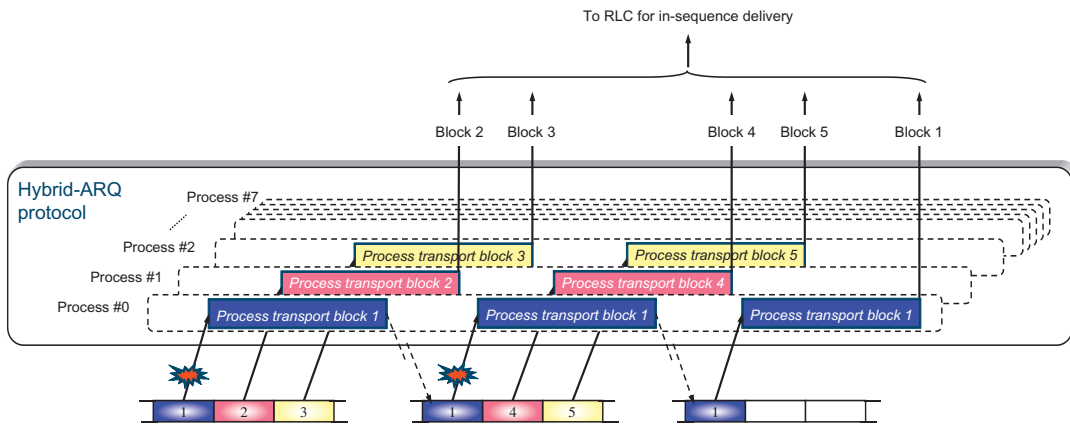 To RLC for in-sequence delivery
Block 2 Block 3 Block 4 Block 5 Block 1
Hybrid-ARQ
protocol
Process #7
Process #2
Process #1
Process #0
Process transport block 3 Process transport block 5
Process transport block 2 Process transport block 4
Process transport block 1 Process transport block 1 Process transport block 1
1 2 3 1 4 5 1